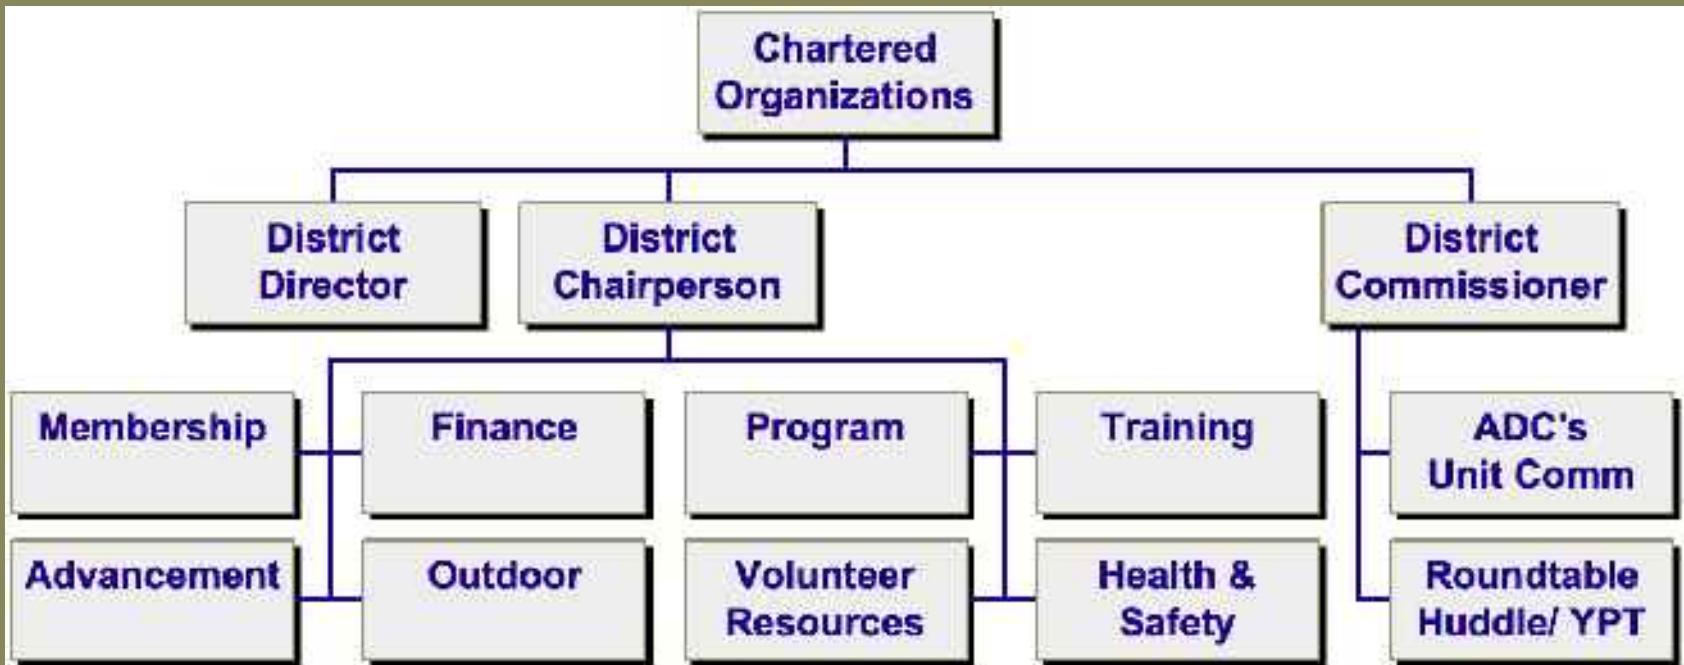 Chartered
Organizations
District
Director
District
Chairperson
District
Commissioner
Membership
Finance
Program
Training
ADC's
Unit Comm
Advancement
Outdoor
Volunteer
Resources
Health &
Safety
Roundtable
Huddle/ YPT